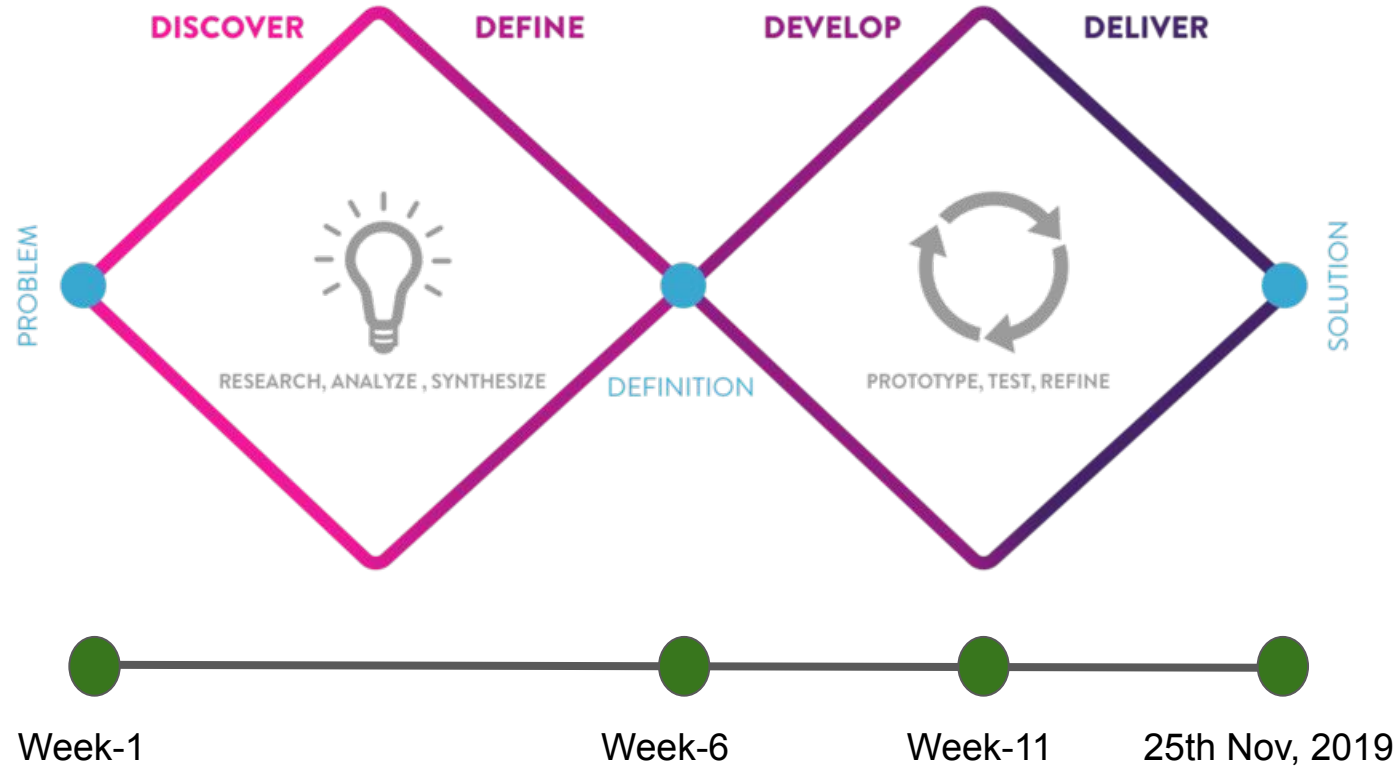 DISCOVER
DEFINE
DEVELOP
DELIVER
PROBLEM
SOLUTION
RESEARCH, ANALYZE , SYNTHESIZE
DEFINITION
PROTOTYPE, TEST, REFINE
Week-1
Week-6
Week-11
25th Nov, 2019